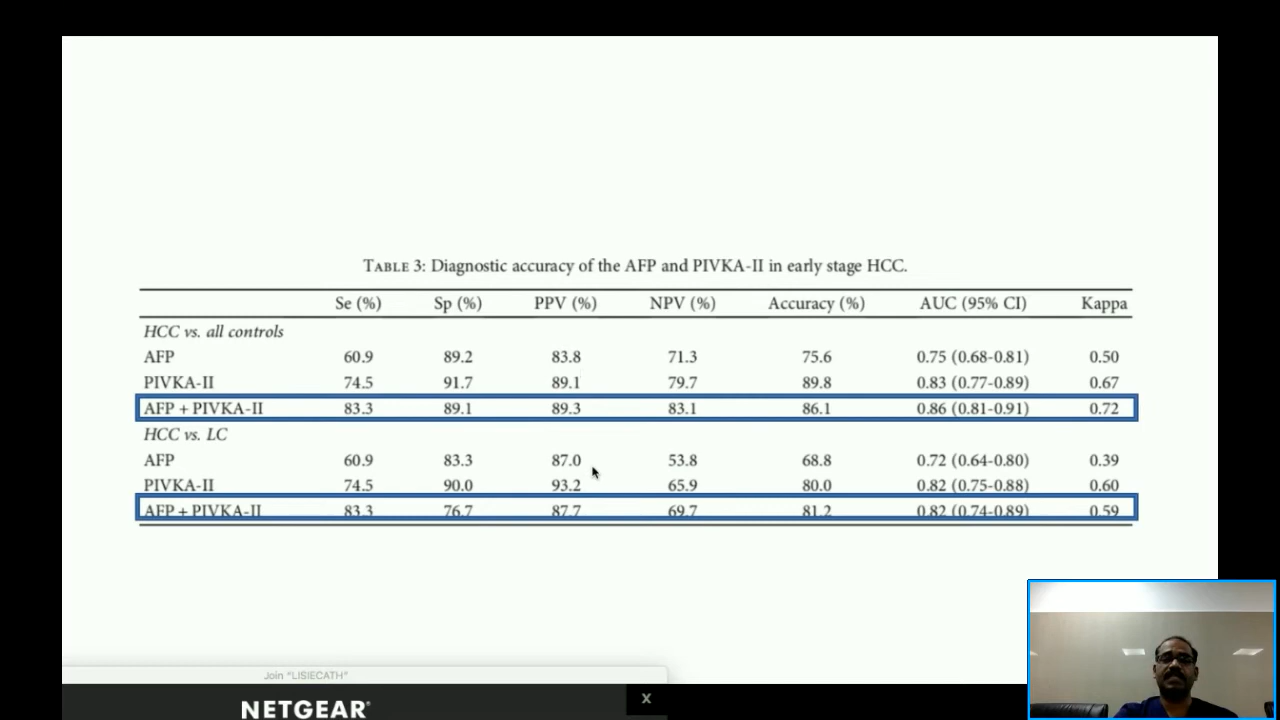 TABLE 3: Diagnostic accuracy of the AFP and PIVKA-II in early stage HCC.
Se (%) Sp (%) PPV (%) NPV (%) Accuracy (%) AUC (95% CI) Kappa
HCC vs. all controls
AFP 60.9 89.2 83.8 71.3 75.6 0.75 (0.68-0.81) 0.50
PIVKA-II 74.5 91.7 89.1 79.7 89.8 0.83 (0.77-0.89) 0.67
AFP + PIVKA-II 83.3 89.1 89.3 83.1 86.1 0.86 (0.81-0.91) 0.72
HCC vs. LC
AFP 60.9 83.3 87.0 53.8 68.8 0.72 (0.64-0.80) 0.39
PIVKA-II 74.5 90.0 93.2 65.9 80.0 0.82 (0.75-0.88) 0.60
AFP + PIVKA-II 83.3 76.7 87.7 69.7 81.2 0.82 (0.74-0.89) 0.59
Join "LISIECATH"
NETGEAR®
X